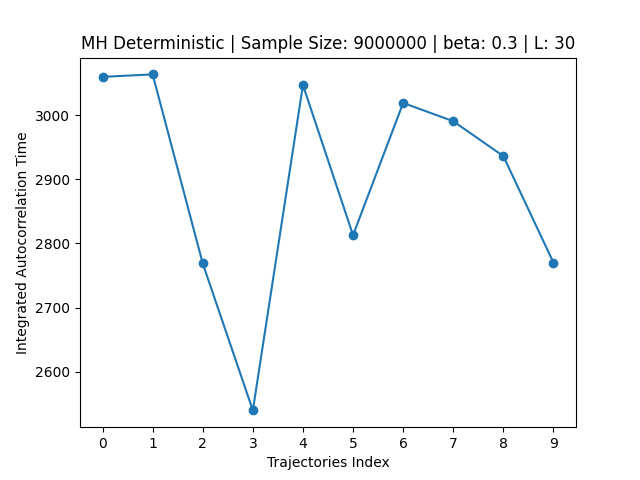 MH Deterministic | Sample Size: 9000000 | beta: 0.3 | L: 30
3000
2900
2800
2700
2600
Integrated Autocorrelation Time
0 1 2 3 4 5 6 7 8 9
Trajectories Index